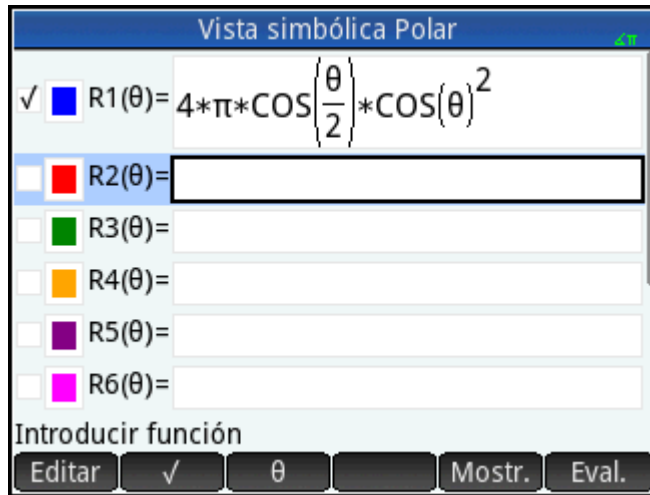 Vista simbólica Polar
∡π
√ R1(θ)= 4*π*COS(θ/2)*COS(θ)²
R2(θ)=
R3(θ)=
R4(θ)=
R5(θ)=
R6(θ)=
Introducir función
Editar √ θ Mostr. Eval.